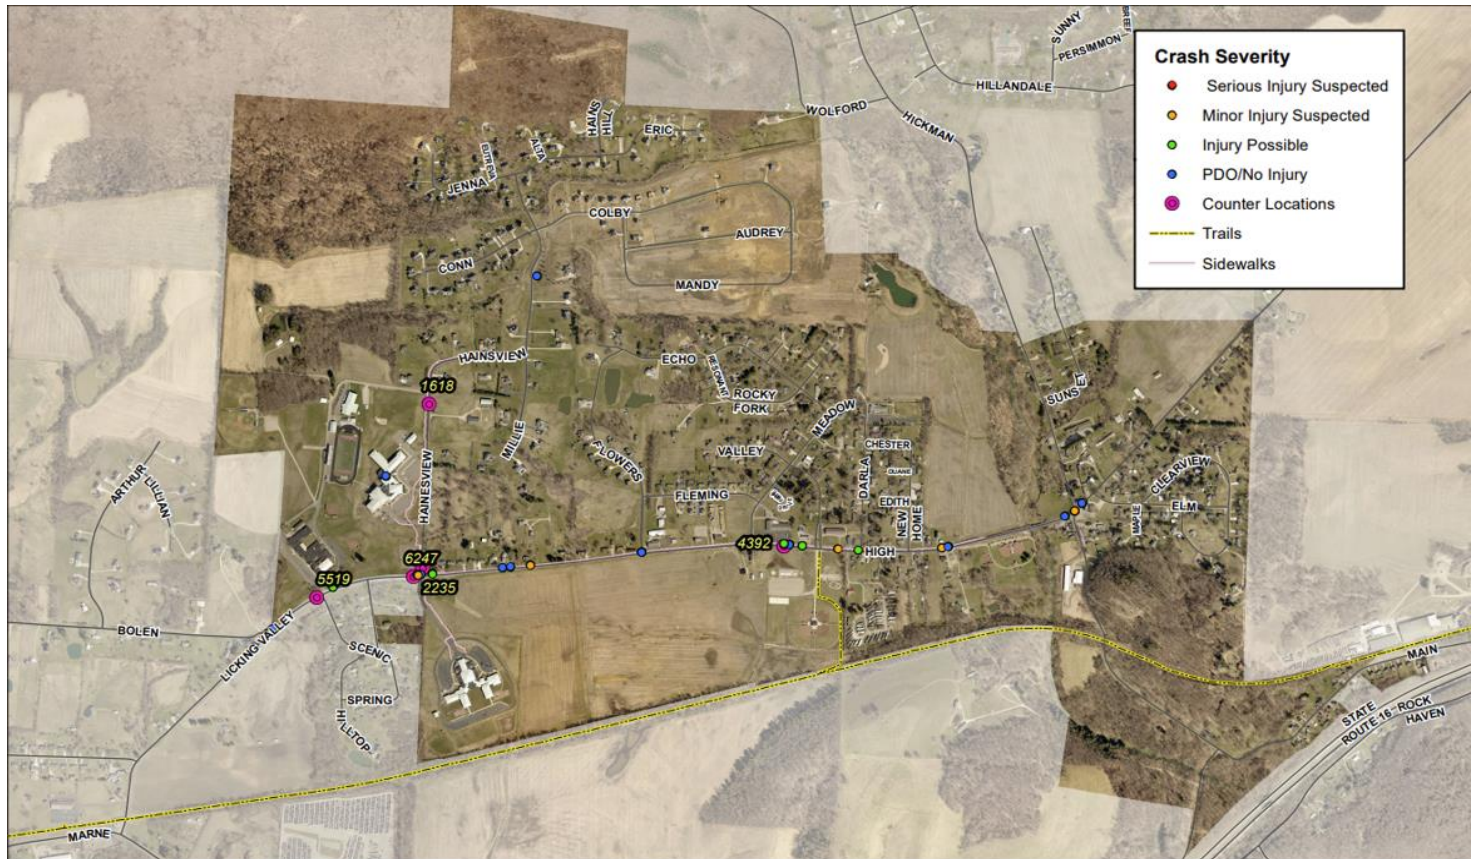 Crash Severity
Serious Injury Suspected
Minor Injury Suspected
Injury Possible
PDO/No Injury
Counter Locations
Trails
Sidewalks
SUNNY
BREEF
PERSIMMON
HILLANDALE
WOLFORD
HICKMAN
HAINS
HILL
ERIC
ALTA
JENNA
COLBY
AUDREY
CONN
MANDY
HAINSVIEW
ECHO
RESONANT
1618
ROCKY
FORK
SUNSET
MEADOW
MILLIE
FLOWERS
VALLEY
CHESTER
DUANE
DARLA
CLEARVIEW
ARTHUR
LILLIAN
HAINESVIEW
FLEMING
EDITH
NEW
HOME
MAPLE
ELM
4392
HIGH
6247
5519
2235
BOLEN
LICKING VALLEY
SCENIC
SPRING
HILLTOP
MAIN
STATE
ROUTE 16
ROCK
HAVEN
MARNE